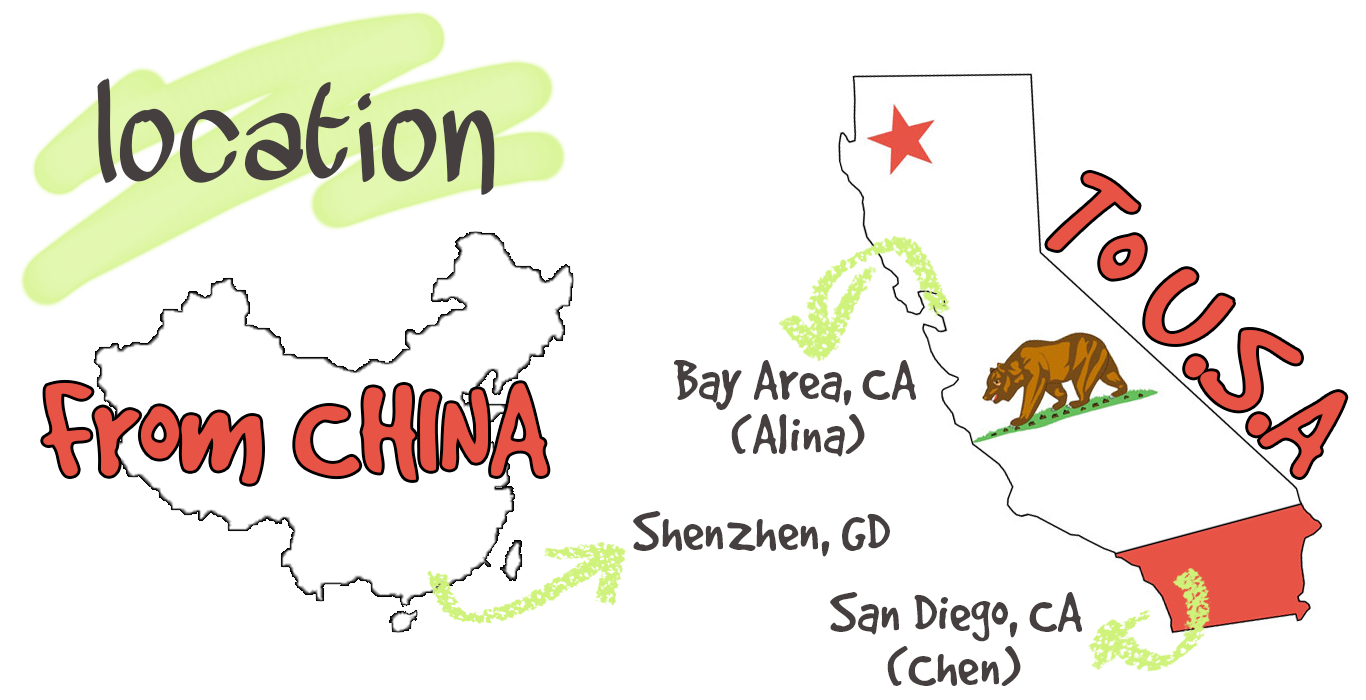 location
From CHINA
Shenzhen, GD
To U.S.A
Bay Area, CA
(Alina)
San Diego, CA
(Chen)